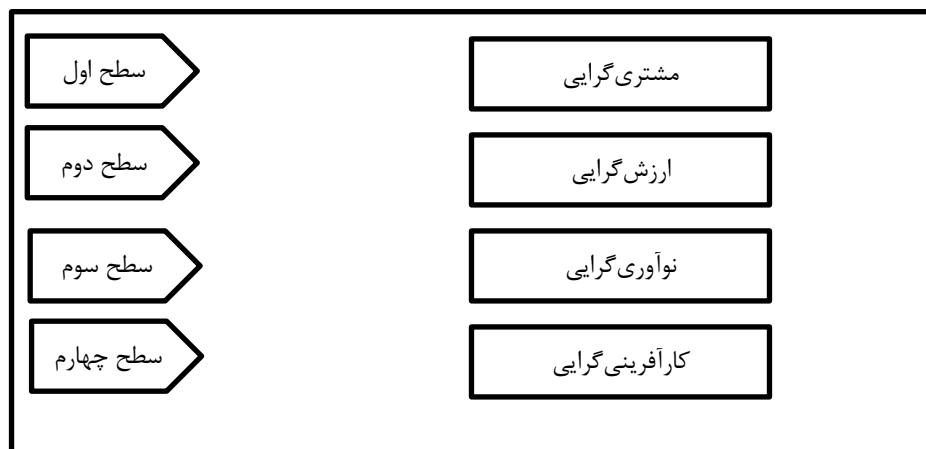 سطح اول
مشتری‌گرایی
سطح دوم
ارزش‌گرایی
سطح سوم
نوآوری‌گرایی
سطح چهارم
کارآفرینی‌گرایی